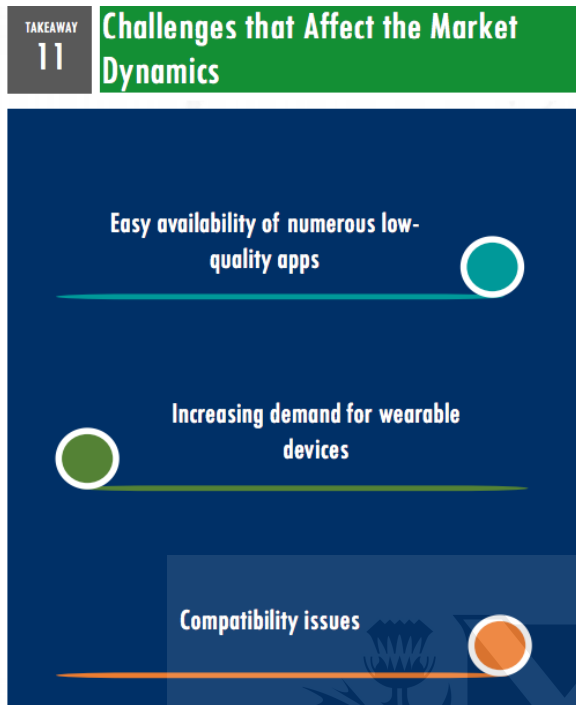 TAKEAWAY
11
Challenges that Affect the Market
Dynamics
Easy availability of numerous low-
quality apps
Increasing demand for wearable
devices
Compatibility issues